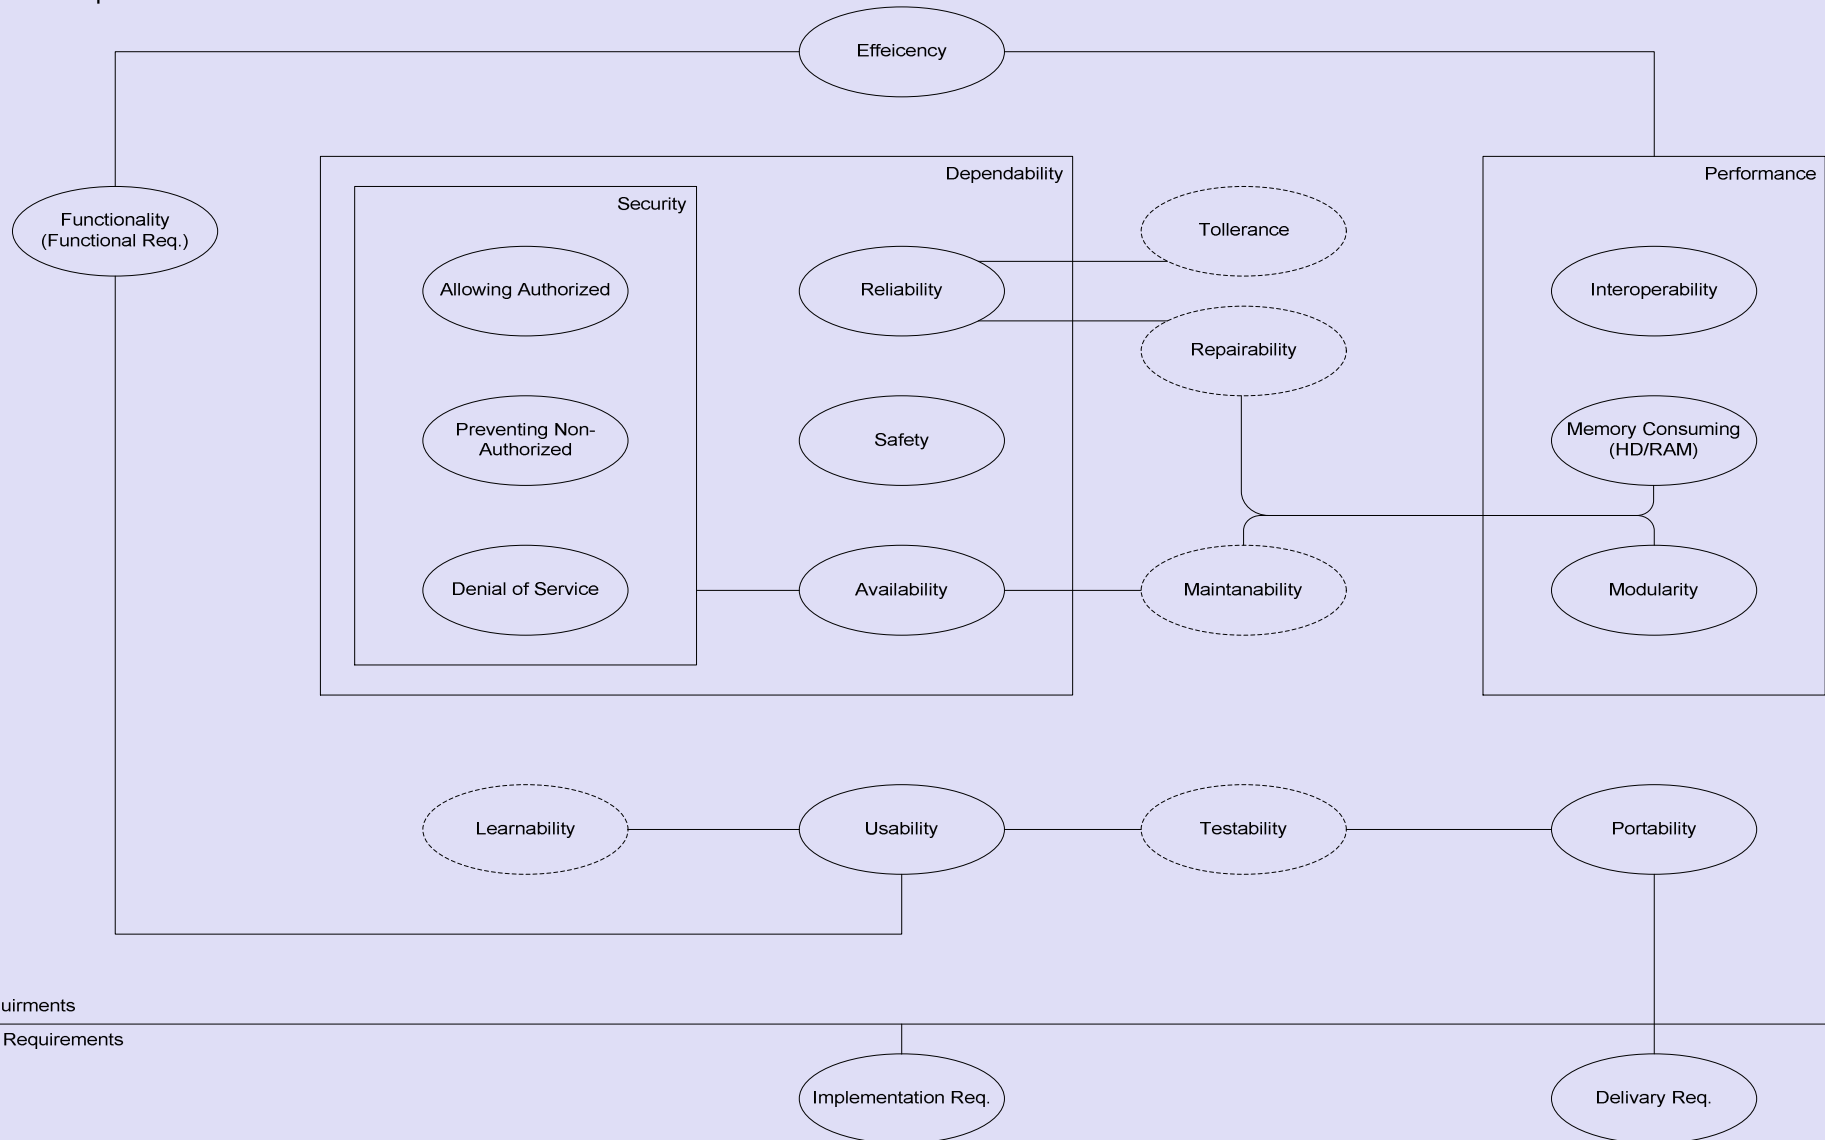 Effeicency
Dependability
Performance
Security
Functionality
(Functional Req.)
Tollerance
Allowing Authorized
Reliability
Interoperability
Repairability
Preventing Non-
Authorized
Safety
Memory Consuming
(HD/RAM)
Denial of Service
Availability
Maintanability
Modularity
Learnability
Usability
Testability
Portability
uirments
Requirements
Implementation Req.
Delivary Req.